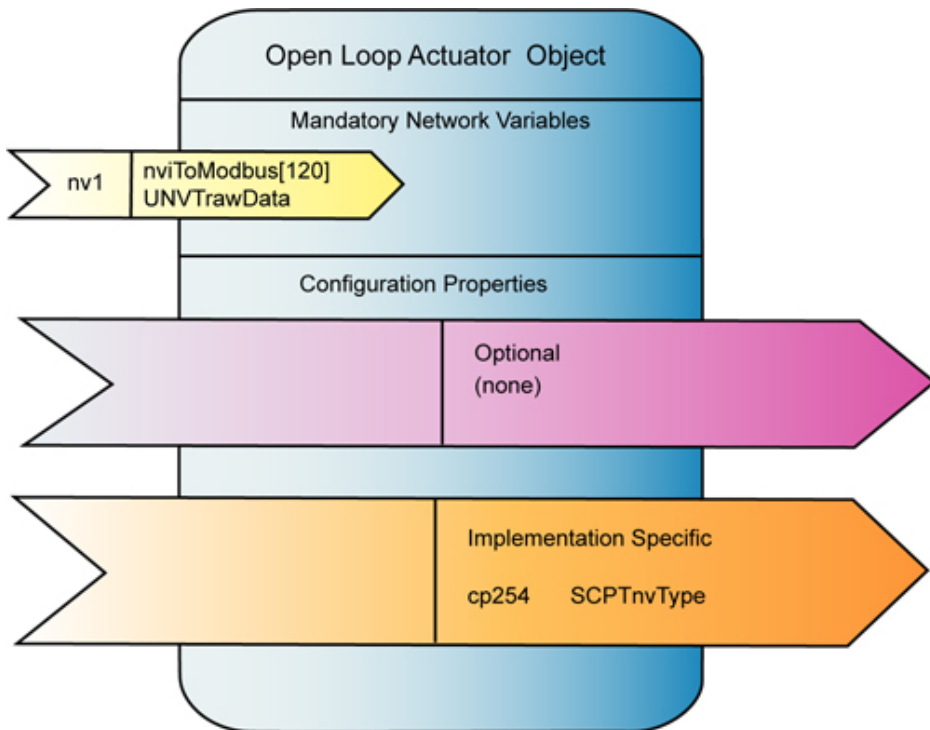 Open Loop Actuator Object
Mandatory Network Variables
nv1
nviToModbus[120]
UNVTrawData
Configuration Properties
Optional
(none)
Implementation Specific
cp254 SCPTnvType